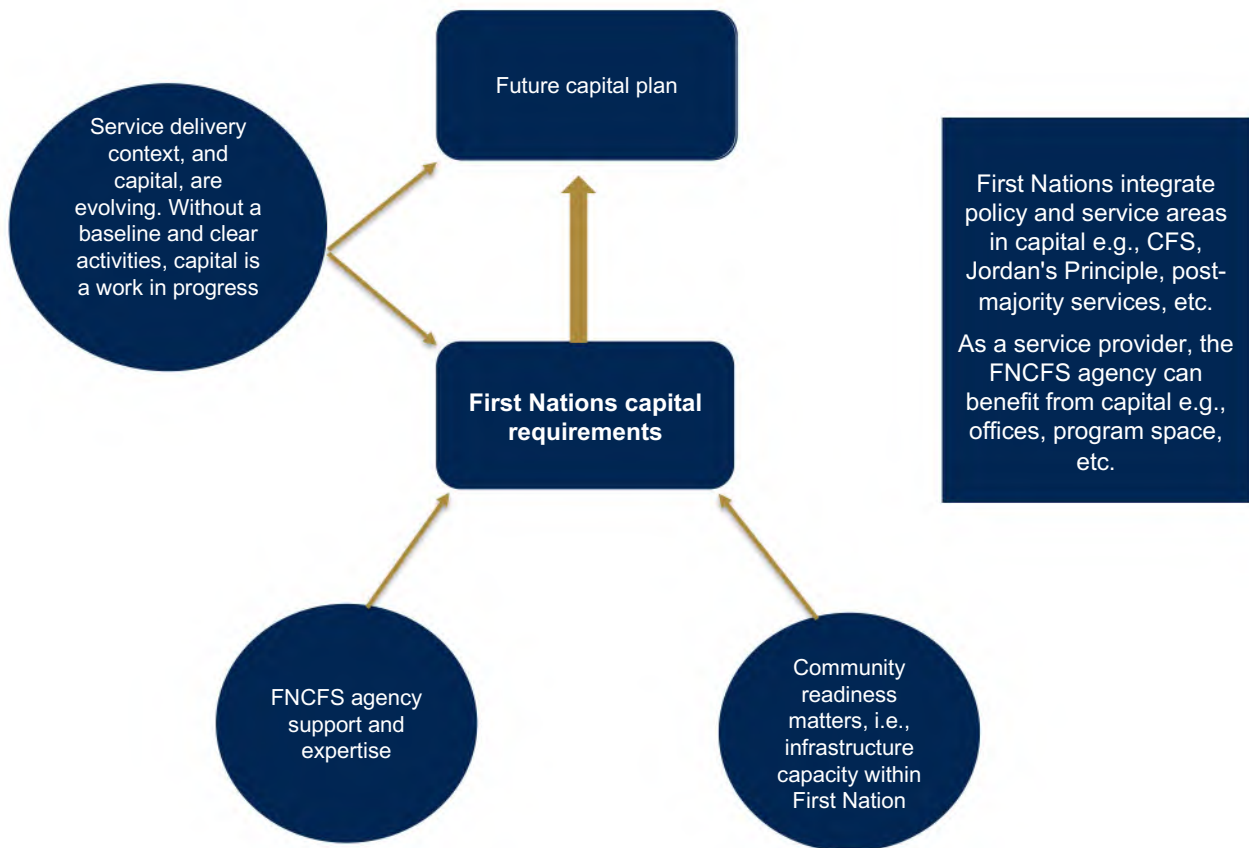 Future capital plan
Service delivery
context, and
capital, are
evolving. Without a
baseline and clear
activities, capital is
a work in progress
First Nations integrate
policy and service areas
in capital e.g., CFS,
Jordan's Principle, post-
majority services, etc.
As a service provider, the
FNCFS agency can
benefit from capital e.g.,
offices, program space,
etc.
First Nations capital
requirements
FNCFS agency
support and
expertise
Community
readiness
matters, i.e.,
infrastructure
capacity within
First Nation